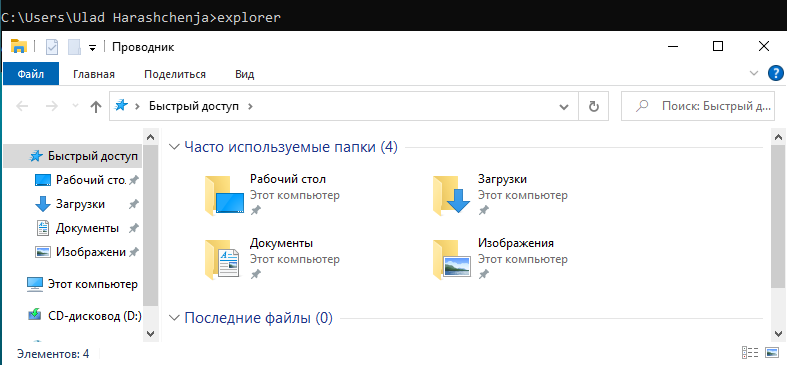 C:\Users\Ulad Harashchenja>explorer
Проводник
Файл Главная Поделиться Вид
Быстрый доступ
Поиск: Быстрый д...
Быстрый доступ
Рабочий сто.
Загрузки
Документы
Изображени
Этот компьютер
CD-дисковод (D:)
Часто используемые папки (4)
Рабочий стол
Этот компьютер
Загрузки
Этот компьютер
Документы
Этот компьютер
Изображения
Этот компьютер
Последние файлы (0)
Элементов: 4